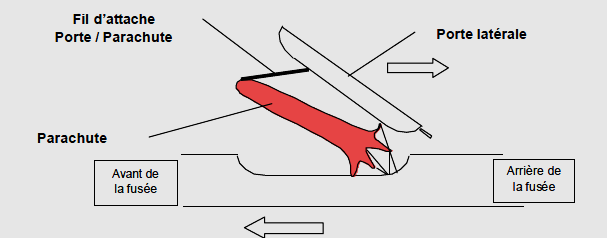 Fil d'attache
Porte / Parachute
Porte latérale
Parachute
Avant de
la fusée
Arrière de
la fusée